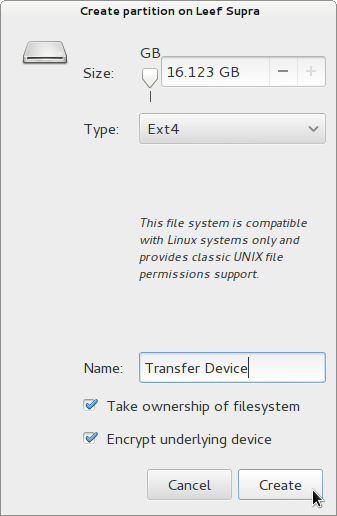 Create partition on Leef Supra
GB
Size: 16.123 GB
Type: Ext4
This file system is compatible
with Linux systems only and
provides classic UNIX file
permissions support.
Name: Transfer Device
Take ownership of filesystem
Encrypt underlying device
Cancel Create